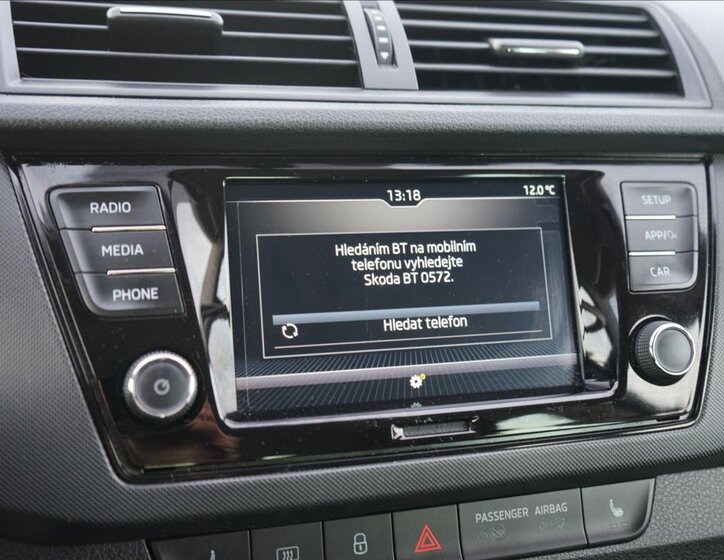 13:18
12.0 °C
RADIO
MEDIA
PHONE
Hledáním BT na mobilním
telefonu vyhledejte
Skoda BT 0572.
Hledat telefon
SETUP
APP/
CAR
PASSENGER AIRBAG